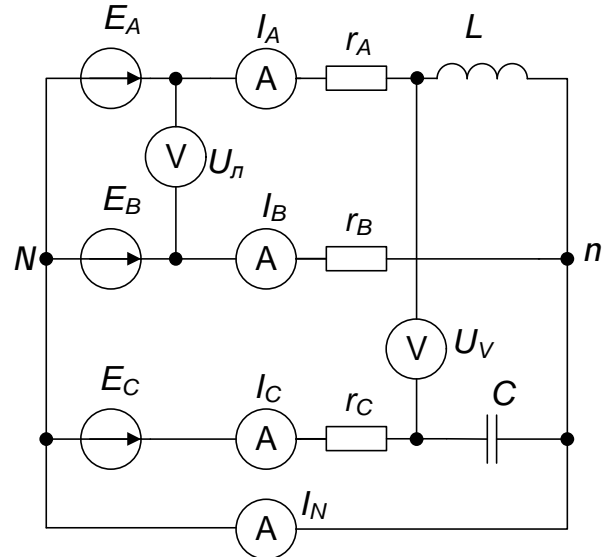 E_A I_A r_A L
A
V U_л
E_B I_B r_B
N A n
V U_V
E_C I_C r_C C
A
I_N
A